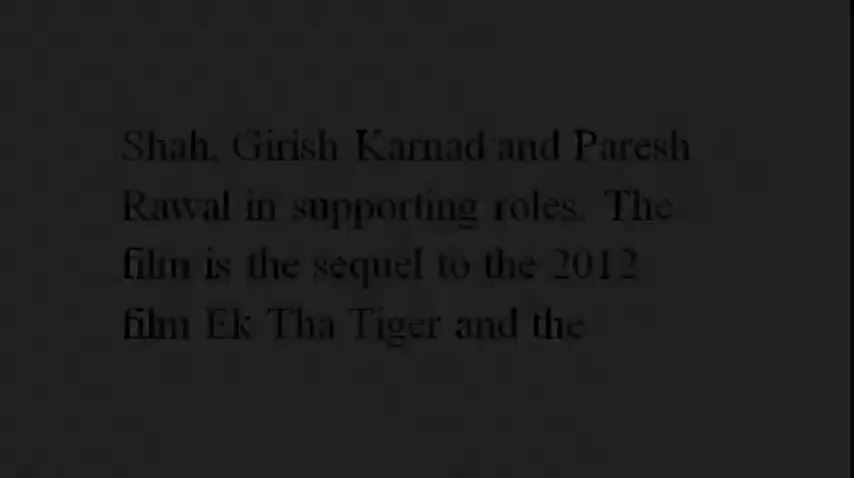 Shah, Girish Karnad and Paresh
Rawal in supporting roles. The
film is the sequel to the 2012
film Ek Tha Tiger and the